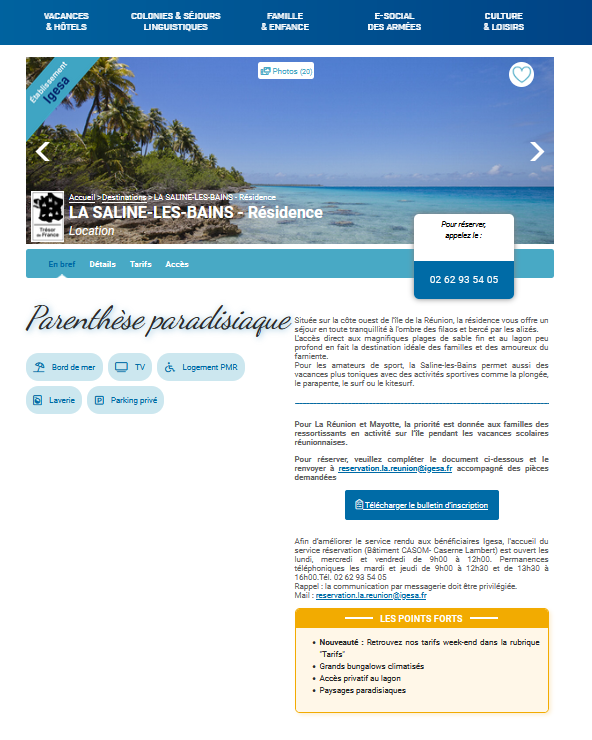 VACANCES
& HÔTELS
COLONIES & SÉJOURS
LINGUISTIQUES
FAMILLE
& ENFANCE
E-SOCIAL
DES ARMÉES
CULTURE
& LOISIRS
Établissement
Igesa
Photos (20)
Trésor
de France
Accueil > Destinations > LA SALINE-LES-BAINS - Résidence
LA SALINE-LES-BAINS - Résidence
Location
Pour réserver,
appelez le :
02 62 93 54 05
En bref
Détails
Tarifs
Accès
Parenthèse paradisiaque
Bord de mer
TV
Logement PMR
Laverie
Parking privé
Située sur la côte ouest de l'île de la Réunion, la résidence vous offre un
séjour en toute tranquillité à l'ombre des filaos et bercé par les alizés.
L'accès direct aux magnifiques plages de sable fin et au lagon peu
profond en fait la destination idéale des familles et des amoureux du
farniente.
Pour les amateurs de sport, la Saline-les-Bains permet aussi des
vacances plus toniques avec des activités sportives comme la plongée,
le parapente, le surf ou le kitesurf.
Pour La Réunion et Mayotte, la priorité est donnée aux familles des
ressortissants en activité sur l'île pendant les vacances scolaires
réunionnaises.
Pour réserver, veuillez compléter le document ci-dessous et le
renvoyer à reservation.la.reunion@igesa.fr accompagné des pièces
demandées
Télécharger le bulletin d'inscription
Afin d'améliorer le service rendu aux bénéficiaires Igesa, l'accueil du
service réservation (Bâtiment CASOM- Caserne Lambert) est ouvert les
lundi, mercredi et vendredi de 9h00 à 12h00. Permanences
téléphoniques les mardi et jeudi de 9h00 à 12h30 et de 13h30 à
16h00.Tél. 02 62 93 54 05
Rappel : la communication par messagerie doit être privilégiée.
Mail : reservation.la.reunion@igesa.fr
LES POINTS FORTS
• Nouveauté : Retrouvez nos tarifs week-end dans la rubrique
"Tarifs"
• Grands bungalows climatisés
• Accès privatif au lagon
• Paysages paradisiaques